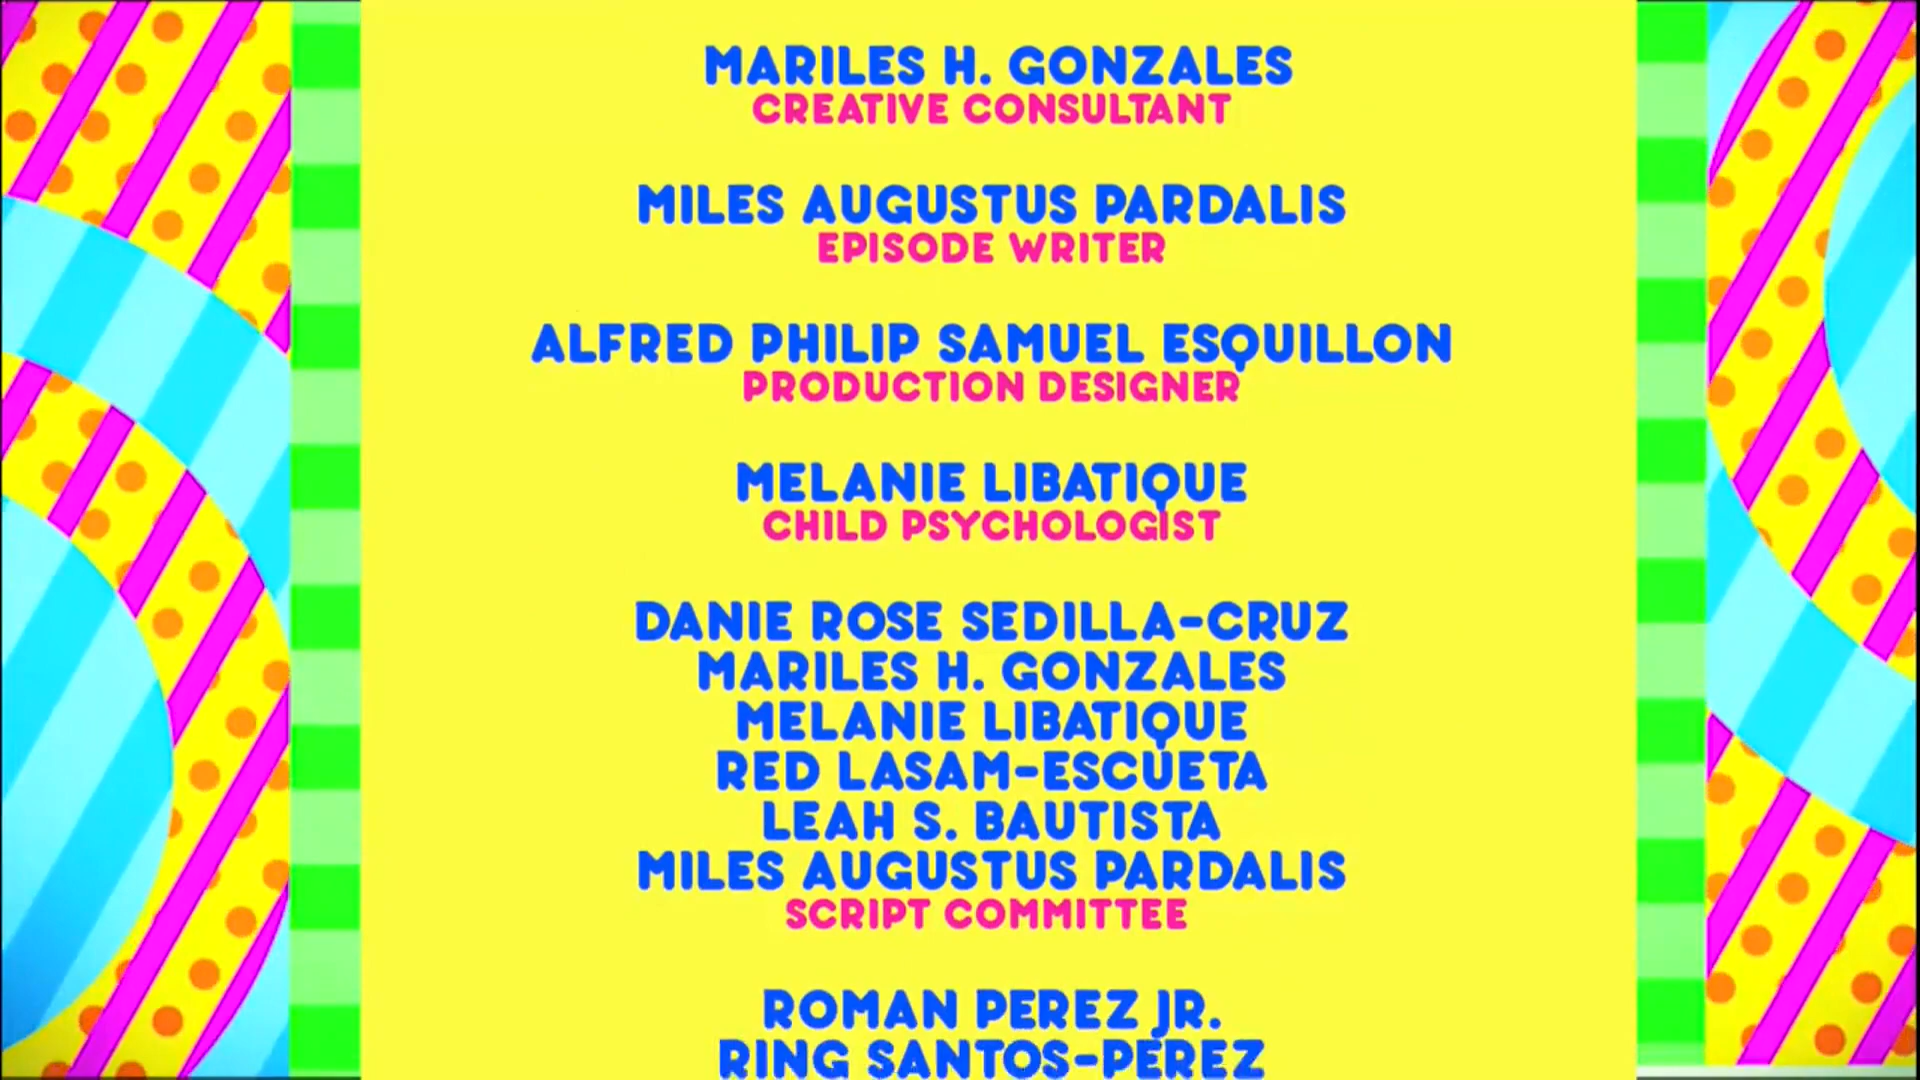 MARILES H. GONZALES
CREATIVE CONSULTANT
MILES AUGUSTUS PARDALIS
EPISODE WRITER
ALFRED PHILIP SAMUEL ESQUILLON
PRODUCTION DESIGNER
MELANIE LIBATIQUE
CHILD PSYCHOLOGIST
DANIE ROSE SEDILLA-CRUZ
MARILES H. GONZALES
MELANIE LIBATIQUE
RED LASAM-ESCUETA
LEAH S. BAUTISTA
MILES AUGUSTUS PARDALIS
SCRIPT COMMITTEE
ROMAN PEREZ JR.
RING SANTOS-PEREZ